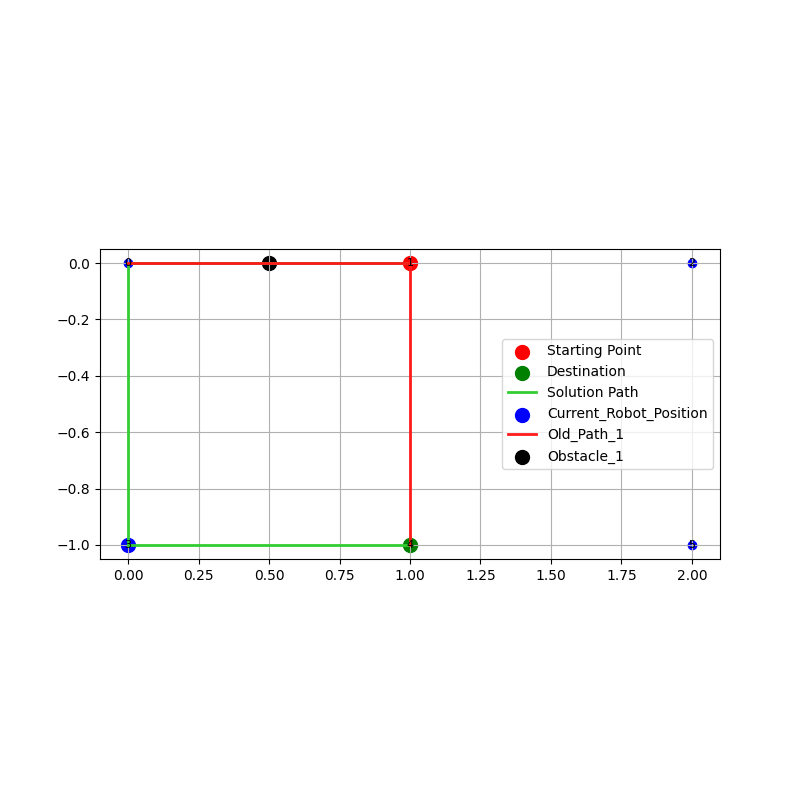 0.0
−0.2
−0.4
−0.6
−0.8
−1.0
1
Starting Point
Destination
Solution Path
Current_Robot_Position
Old_Path_1
Obstacle_1
4
0.00 0.25 0.50 0.75 1.00 1.25 1.50 1.75 2.00